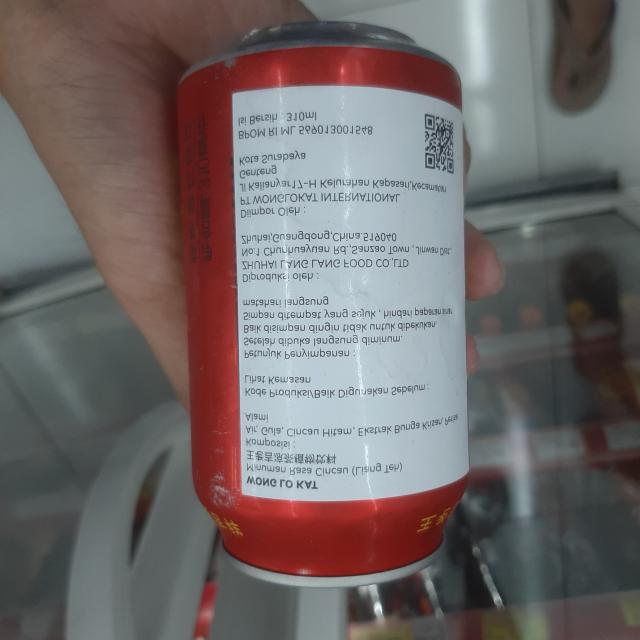 WONG LO KAT
Minuman Rasa Cincau (Liang Teh)
王老吉凉茶植物饮料
Komposisi :
Air, Gula, Cincau Hitam, Ekstrak Bunga Krisan,
Alami
Kode Produksi/Baik Digunakan Sebelum :
Lihat Kemasan
Petunjuk Penyimpanan :
Setelah dibuka langsung diminum.
Baik disimpan dingin tidak untuk dibekukan.
Simpan ditempat yang sejuk , hindari paparan
matahari langsung
Diproduksi oleh :
ZHUHAI LANG LANG FOOD CO.,LTD
No.1 Chunhuayuan Rd.,Sanzao Town ,Jinwan Dist.,
Zhuhai,Guangdong,China.519040
Diimpor Oleh :
PT WONGLOKAT INTERNATIONAL
Jl Kalianyar17-H Kelurahan Kapasari,Kecamatan
Genteng
Kota Surabaya
BPOM RI ML 569013001548
Isi Bersih : 310ml